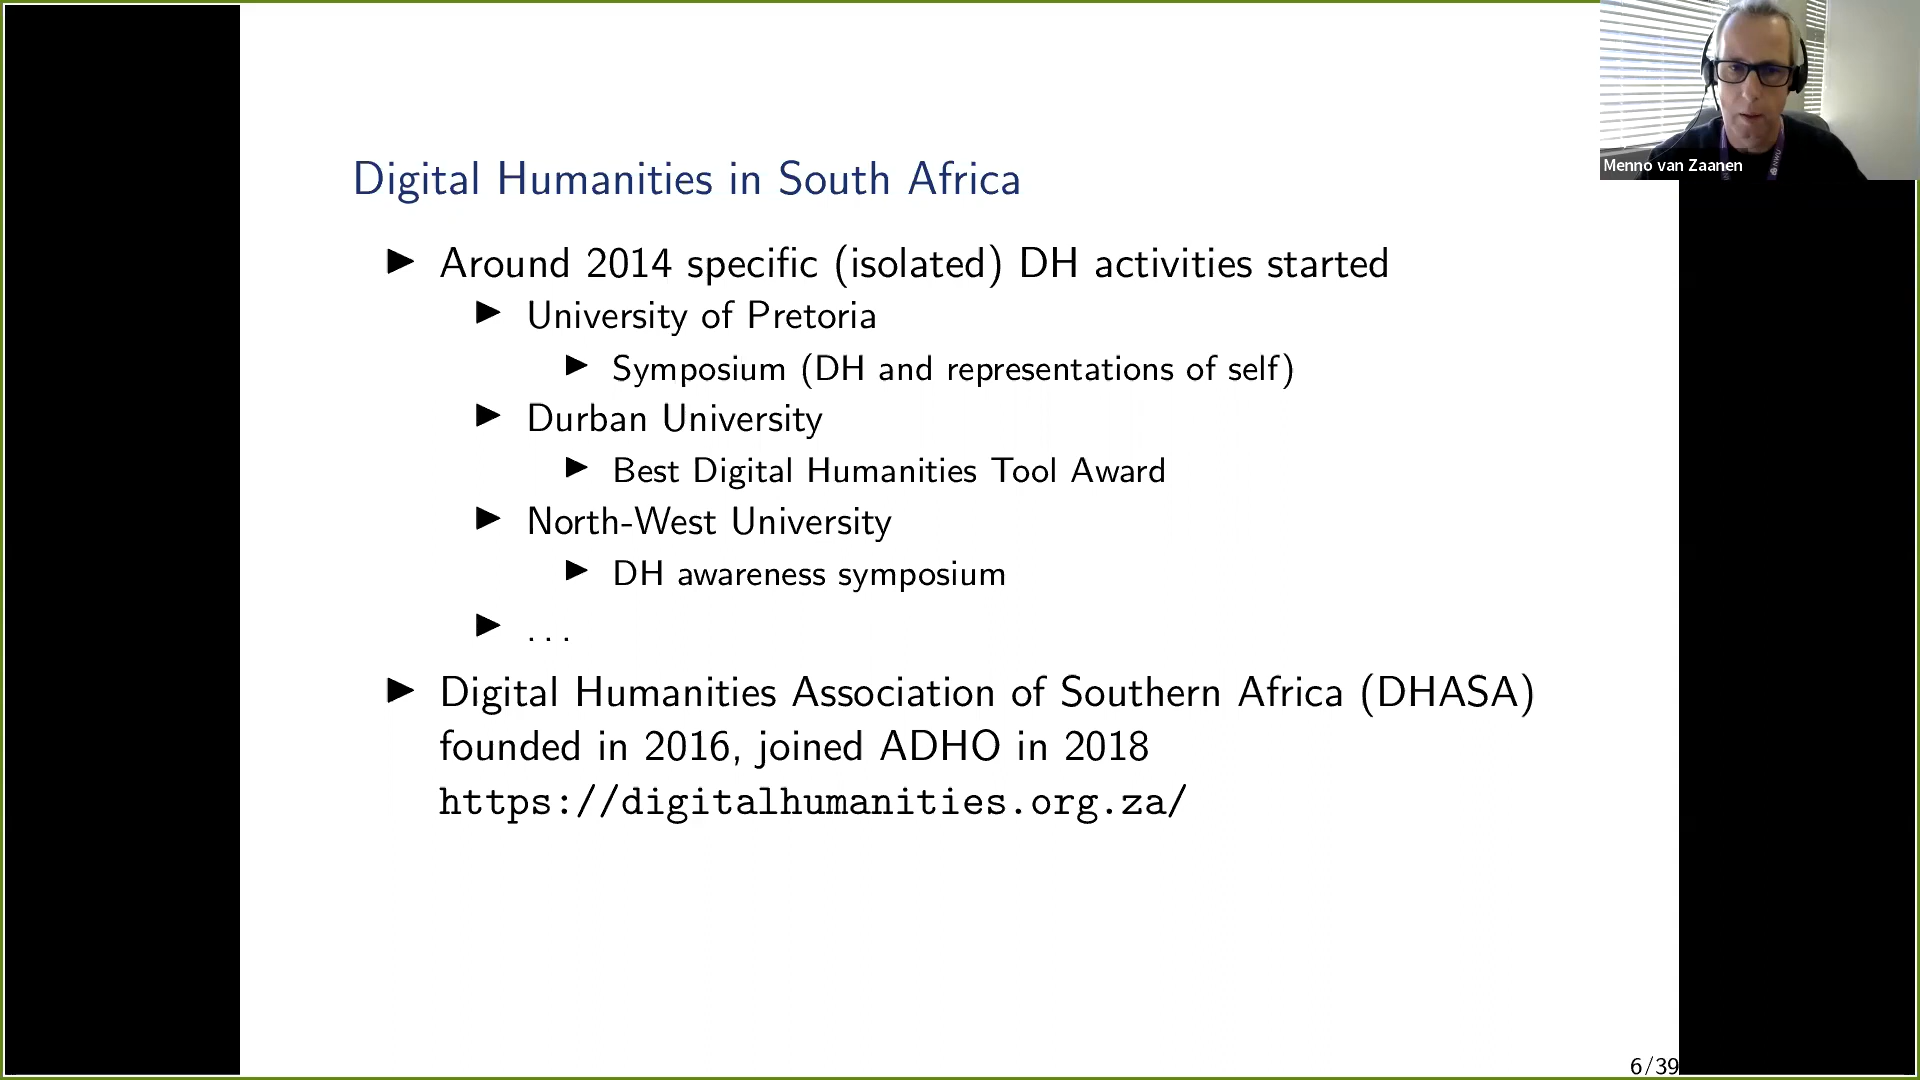 Digital Humanities in South Africa
▶ Around 2014 specific (isolated) DH activities started
▶ University of Pretoria
▶ Symposium (DH and representations of self)
▶ Durban University
▶ Best Digital Humanities Tool Award
▶ North-West University
▶ DH awareness symposium
▶ . . .
▶ Digital Humanities Association of Southern Africa (DHASA)
founded in 2016, joined ADHO in 2018
https://digitalhumanities.org.za/
6/39
Menno van Zaanen
NWU